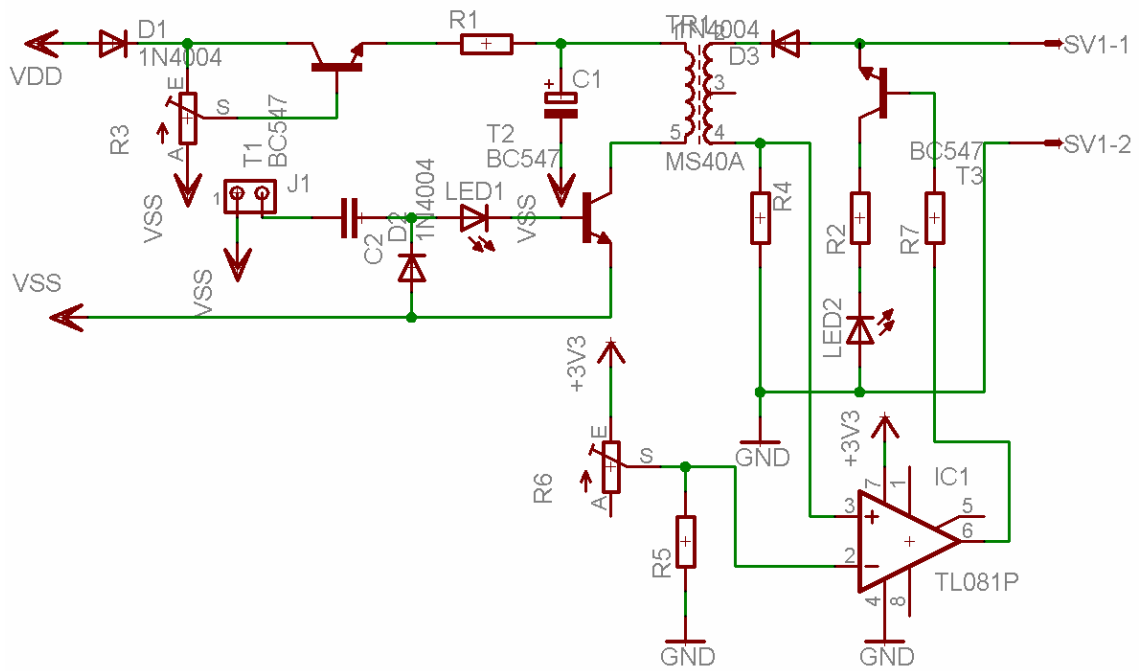 D1
1N4004
VDD
R1
TR1
1N4004
D3
2
3
4
5
MS40A
SV1-1
SV1-2
E
S
A
R3
VSS
T1
BC547
J1
1
VSS
C1
+
T2
BC547
VSS
C2
D2
1N4004
LED1
VSS
R4
R2
R7
BC547
T3
LED2
GND
+3V3
E
S
A
R6
R5
GND
+3V3
IC1
7
1
3
2
5
6
4
8
TL081P
GND